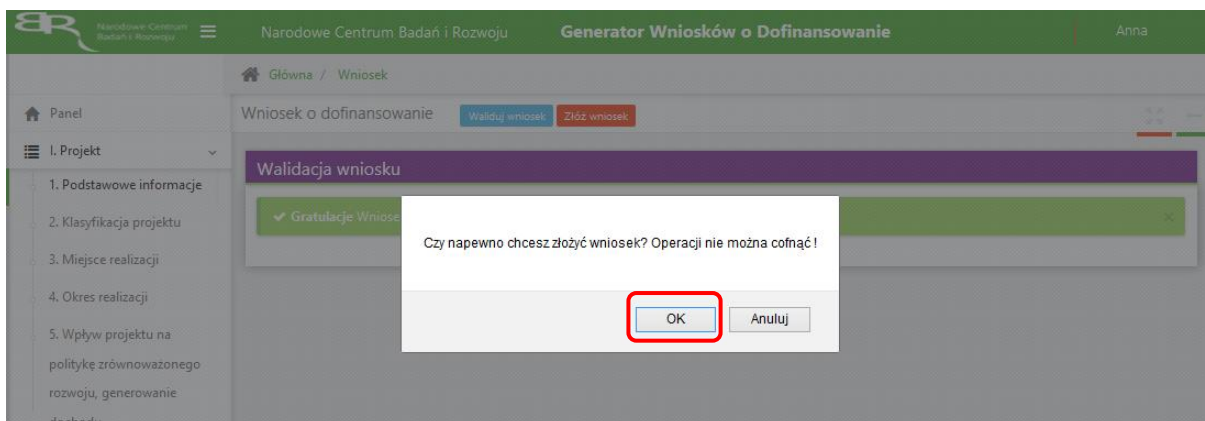 Narodowe Centrum
Badań i Rozwoju
Narodowe Centrum Badań i Rozwoju Generator Wniosków o Dofinansowanie Anna
Główna / Wniosek
Panel
Wniosek o dofinansowanie Waliduj wniosek Złóż wniosek
I. Projekt
Walidacja wniosku
1. Podstawowe informacje
2. Klasyfikacja projektu
Gratulacje Wniose
Czy napewno chcesz złożyć wniosek? Operacji nie można cofnąć !
3. Miejsce realizacji
4. Okres realizacji
OK Anuluj
5. Wpływ projektu na
politykę zrównoważonego
rozwoju, generowanie